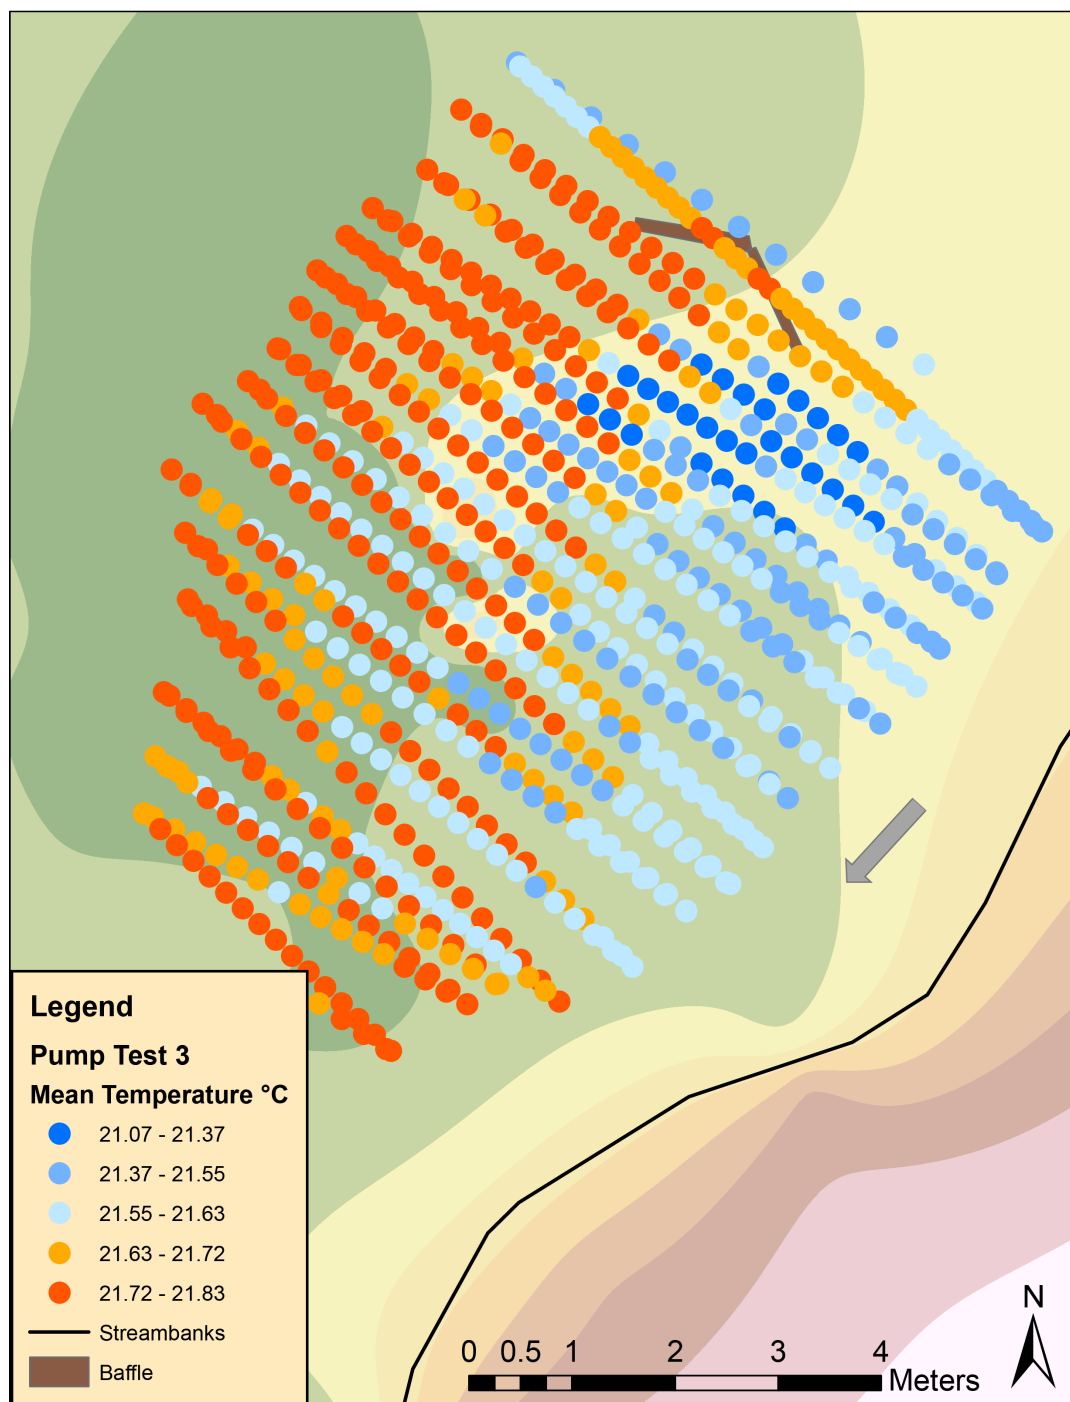 Legend
Pump Test 3
Mean Temperature °C
21.07 - 21.37
21.37 - 21.55
21.55 - 21.63
21.63 - 21.72
21.72 - 21.83
Streambanks
Baffle
0 0.5 1 2 3 4
Meters
N